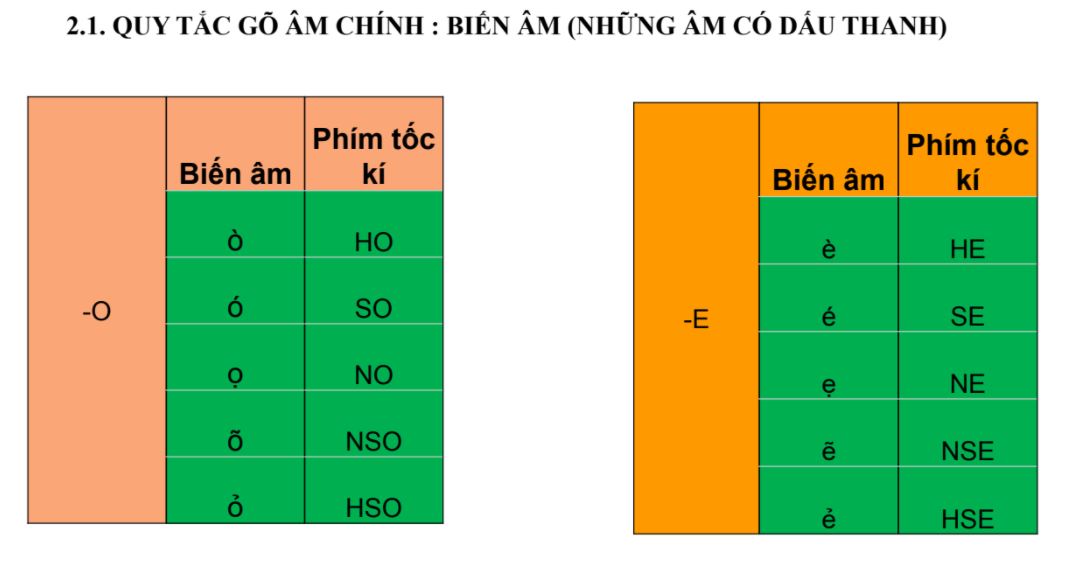 2.1. QUY TẮC GÕ ÂM CHÍNH : BIẾN ÂM (NHỮNG ÂM CÓ DẤU THANH)
-O
Biến âm
Phím tốc
kí
ò HO
ó SO
ọ NO
õ NSO
ỏ HSO
-E
Biến âm
Phím tốc
kí
è HE
é SE
ẹ NE
ẽ NSE
ẻ HSE